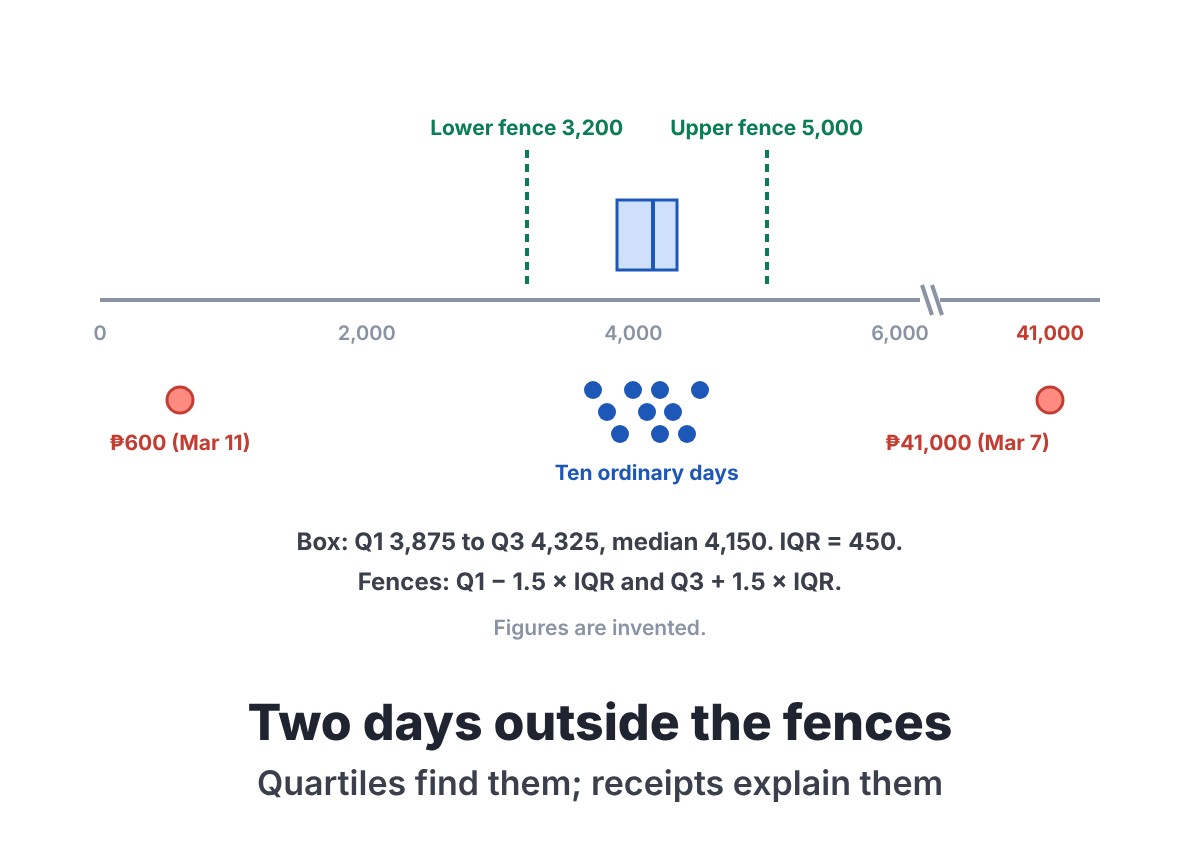 Lower fence 3,200 Upper fence 5,000
0 2,000 4,000 6,000 41,000
₱600 (Mar 11) ₱41,000 (Mar 7)
Ten ordinary days
Box: Q1 3,875 to Q3 4,325, median 4,150. IQR = 450.
Fences: Q1 − 1.5 × IQR and Q3 + 1.5 × IQR.
Figures are invented.
Two days outside the fences
Quartiles find them; receipts explain them